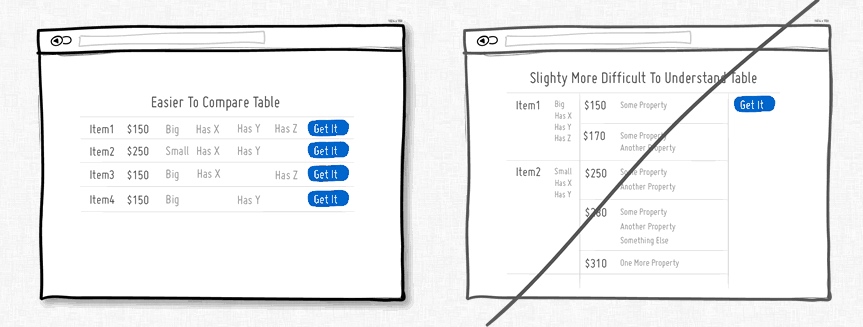 Easier To Compare Table
Item1 $150 Big Has X Has Y Has Z Get It
Item2 $250 Small Has X Has Y Get It
Item3 $150 Big Has X Has Z Get It
Item4 $150 Big Has Y Get It
Slighty More Difficult To Understand Table
Item1 Big $150 Some Property Get It
Has X
Has Y $170 Some Property
Has Z Another Property
Item2 Small $250 Some Property
Has X Another Property
Has Y
Some Property
Another Property
Something Else
$310 One More Property